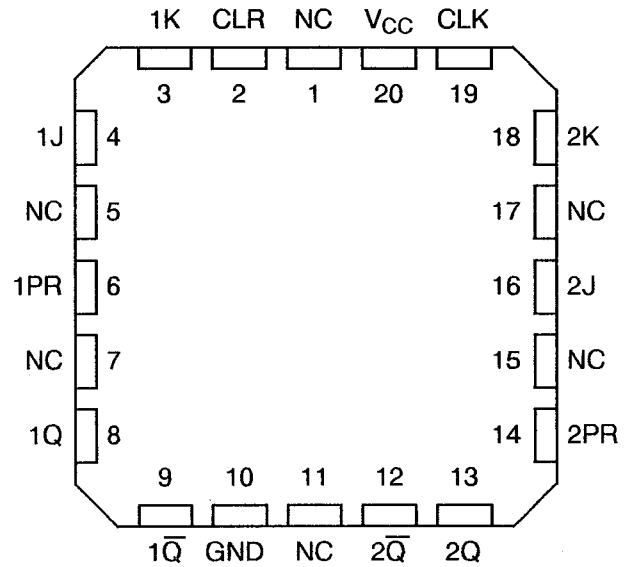 1K CLR NC VCC CLK
3 2 1 20 19
1J 4 18 2K
NC 5 17 NC
1PR 6 16 2J
NC 7 15 NC
1Q 8 14 2PR
9 10 11 12 13
1Q̅ GND NC 2Q̅ 2Q